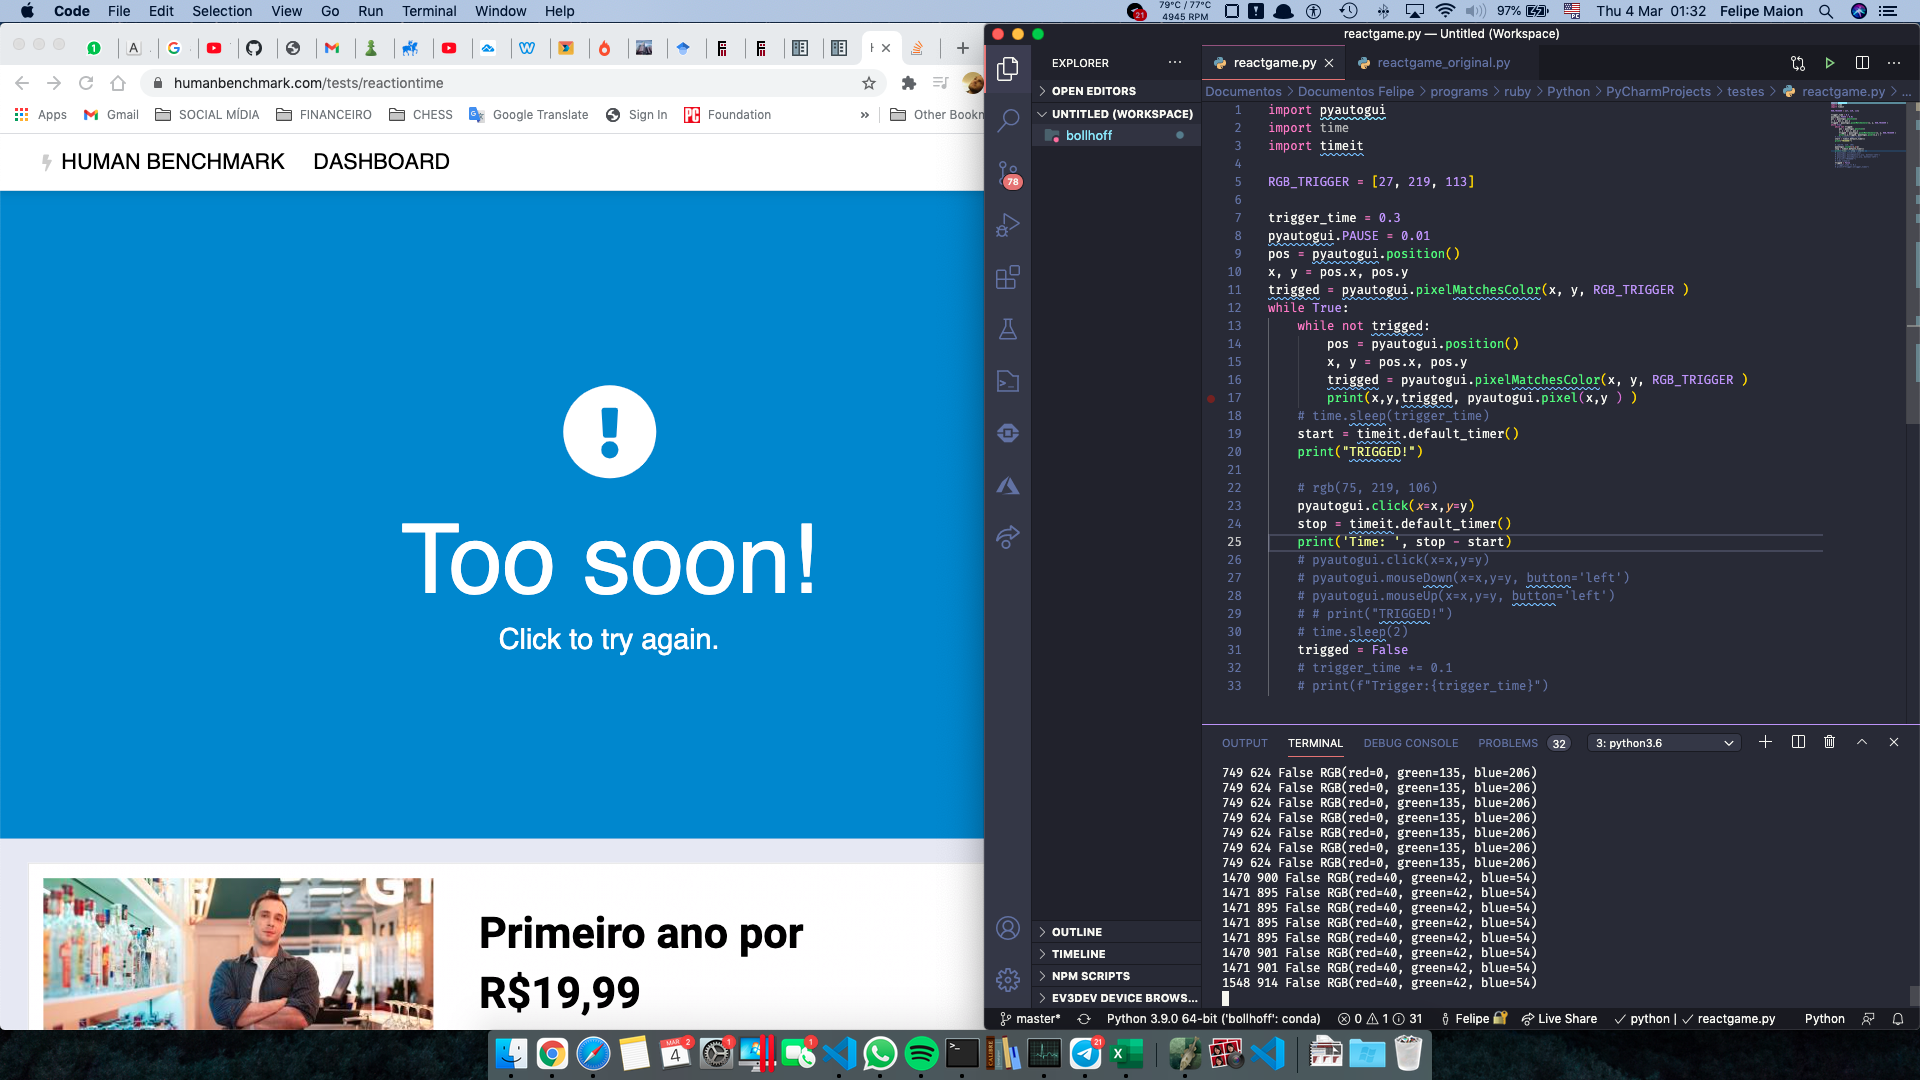 Code File Edit Selection View Go Run Terminal Window Help
21 79°C / 77°C 4945 RPM 97% Thu 4 Mar 01:32 Felipe Maion
humanbenchmark.com/tests/reactiontime
Apps Gmail SOCIAL MÍDIA FINANCEIRO CHESS Google Translate Sign In Foundation » Other Bookn
HUMAN BENCHMARK DASHBOARD
Too soon!
Click to try again.
Primeiro ano por
R$19,99
reactgame.py — Untitled (Workspace)
EXPLORER ···
OPEN EDITORS
UNTITLED (WORKSPACE)
bollhoff
78
OUTLINE
TIMELINE
NPM SCRIPTS
EV3DEV DEVICE BROWS...
reactgame.py reactgame_original.py
Documentos > Documentos Felipe > programs > ruby > Python > PyCharmProjects > testes > reactgame.py > ...
1 import pyautogui
2 import time
3 import timeit
4
5 RGB_TRIGGER = [27, 219, 113]
6
7 trigger_time = 0.3
8 pyautogui.PAUSE = 0.01
9 pos = pyautogui.position()
10 x, y = pos.x, pos.y
11 trigged = pyautogui.pixelMatchesColor(x, y, RGB_TRIGGER )
12 while True:
13 while not trigged:
14 pos = pyautogui.position()
15 x, y = pos.x, pos.y
16 trigged = pyautogui.pixelMatchesColor(x, y, RGB_TRIGGER )
17 print(x,y,trigged, pyautogui.pixel(x,y ) )
18 # time.sleep(trigger_time)
19 start = timeit.default_timer()
20 print("TRIGGED!")
21
22 # rgb(75, 219, 106)
23 pyautogui.click(x=x,y=y)
24 stop = timeit.default_timer()
25 print('Time: ', stop - start)
26 # pyautogui.click(x=x,y=y)
27 # pyautogui.mouseDown(x=x,y=y, button='left')
28 # pyautogui.mouseUp(x=x,y=y, button='left')
29 # # print("TRIGGED!")
30 # time.sleep(2)
31 trigged = False
32 # trigger_time += 0.1
33 # print(f"Trigger:{trigger_time}")
OUTPUT TERMINAL DEBUG CONSOLE PROBLEMS 32 3: python3.6
749 624 False RGB(red=0, green=135, blue=206)
749 624 False RGB(red=0, green=135, blue=206)
749 624 False RGB(red=0, green=135, blue=206)
749 624 False RGB(red=0, green=135, blue=206)
749 624 False RGB(red=0, green=135, blue=206)
749 624 False RGB(red=0, green=135, blue=206)
749 624 False RGB(red=0, green=135, blue=206)
1470 900 False RGB(red=40, green=42, blue=54)
1471 895 False RGB(red=40, green=42, blue=54)
1471 895 False RGB(red=40, green=42, blue=54)
1471 895 False RGB(red=40, green=42, blue=54)
1471 895 False RGB(red=40, green=42, blue=54)
1470 901 False RGB(red=40, green=42, blue=54)
1471 901 False RGB(red=40, green=42, blue=54)
1548 914 False RGB(red=40, green=42, blue=54)
master* Python 3.9.0 64-bit ('bollhoff': conda) 0 1 31 Felipe Live Share python | reactgame.py Python